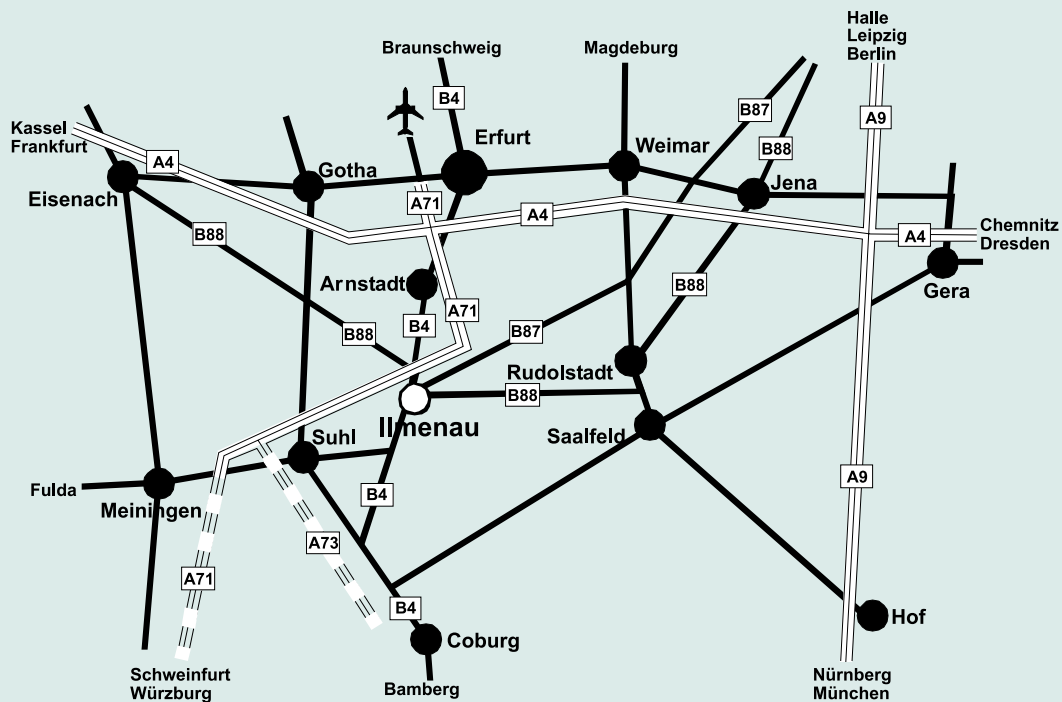 Halle
Leipzig
Berlin
Braunschweig
Magdeburg
B4
B87
A9
Kassel
Frankfurt
A4
Erfurt
Weimar
B88
Gotha
Eisenach
A71
Jena
A4
Chemnitz
Dresden
A4
B88
Arnstadt
B88
Gera
A71
B4
B88
B87
Rudolstadt
B88
Ilmenau
Suhl
Saalfeld
Fulda
Meiningen
B4
A9
A73
A71
B4
Coburg
Hof
Schweinfurt
Würzburg
Bamberg
Nürnberg
München